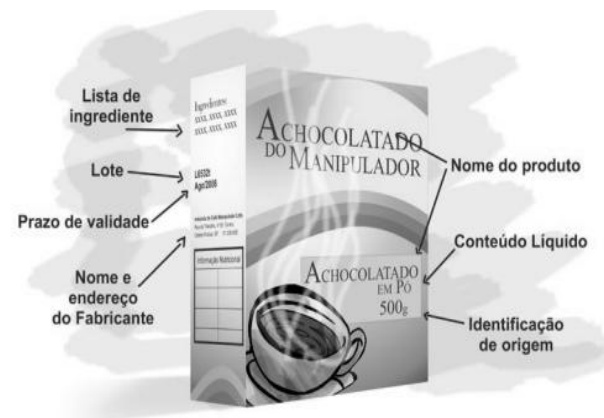 Lista de
ingrediente
Lote
Prazo de validade
Nome e
endereço
do Fabricante
Ingredientes:
xxxx, xxxx, xxxx
xxxx, xxxx, xxxx
Ago/2008
Informação Nutricional
ACHOCOLATADO
DO MANIPULADOR
ACHOCOLATADO
EM PÓ
500g
Nome do produto
Conteúdo Líquido
Identificação
de origem